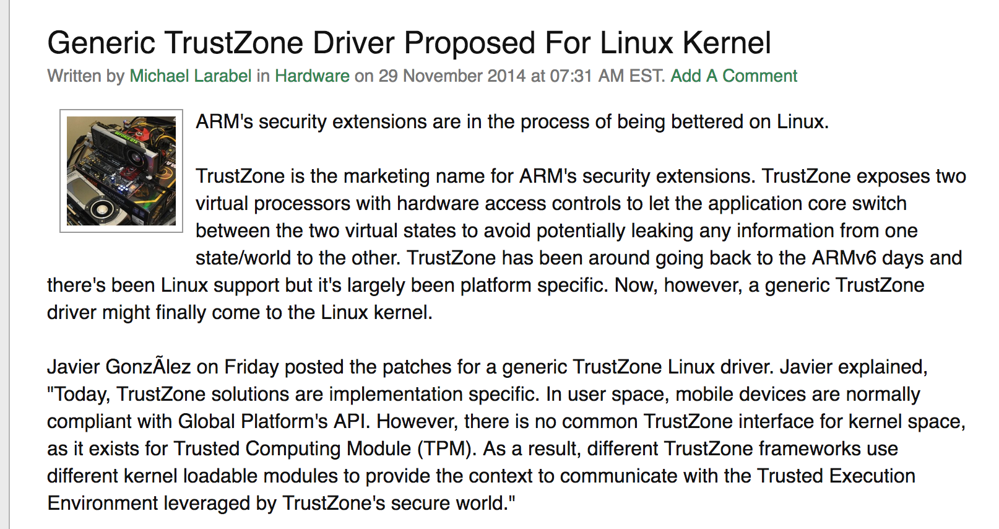 Generic TrustZone Driver Proposed For Linux Kernel
Written by Michael Larabel in Hardware on 29 November 2014 at 07:31 AM EST. Add A Comment
ARM's security extensions are in the process of being bettered on Linux.
GEFORCE GTX
TrustZone is the marketing name for ARM's security extensions. TrustZone exposes two
virtual processors with hardware access controls to let the application core switch
between the two virtual states to avoid potentially leaking any information from one
state/world to the other. TrustZone has been around going back to the ARMv6 days and
there's been Linux support but it's largely been platform specific. Now, however, a generic TrustZone
driver might finally come to the Linux kernel.
Javier GonzÃlez on Friday posted the patches for a generic TrustZone Linux driver. Javier explained,
"Today, TrustZone solutions are implementation specific. In user space, mobile devices are normally
compliant with Global Platform's API. However, there is no common TrustZone interface for kernel space,
as it exists for Trusted Computing Module (TPM). As a result, different TrustZone frameworks use
different kernel loadable modules to provide the context to communicate with the Trusted Execution
Environment leveraged by TrustZone's secure world."